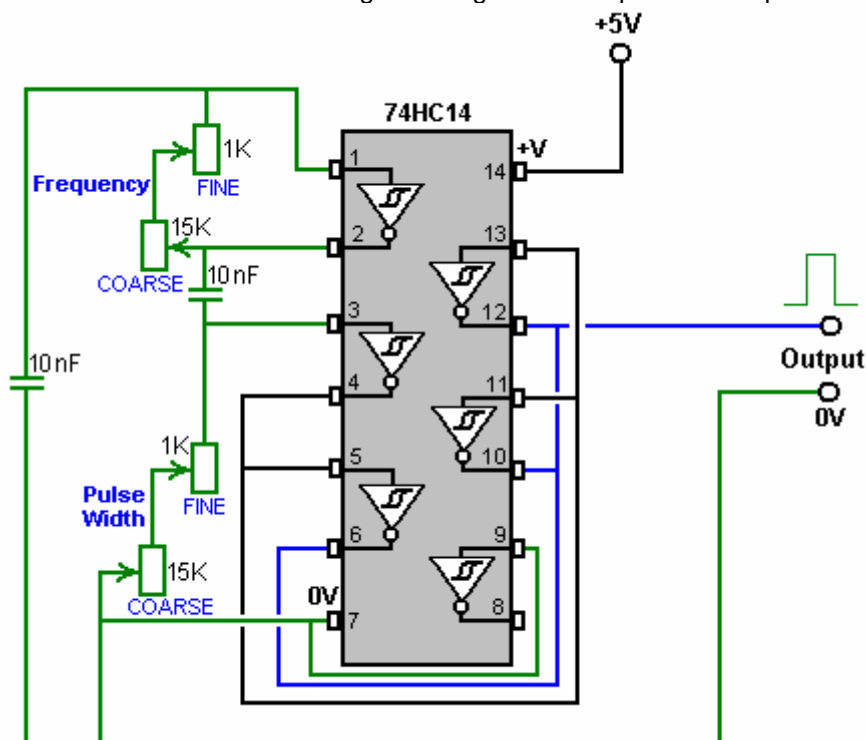 +5V
74HC14
1K
FINE
Frequency
15K
COARSE
10nF
10nF
1K
FINE
Pulse
Width
15K
COARSE
0V
+V
1
2
3
4
5
6
7
14
13
12
11
10
9
8
Output
0V